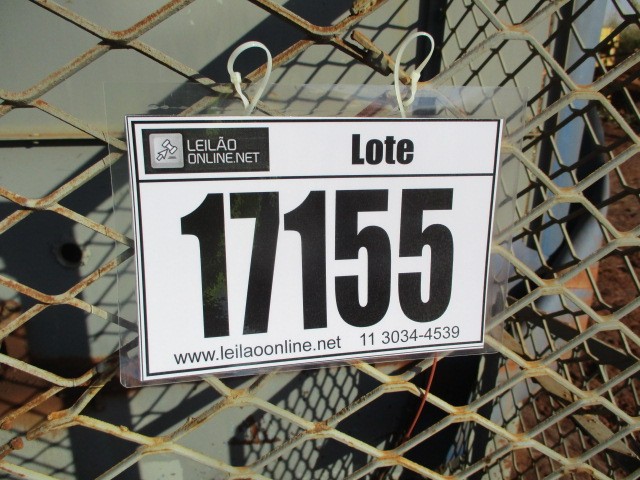 LEILÃO
ONLINE.NET
Lote
17155
www.leilaoonline.net 11 3034-4539